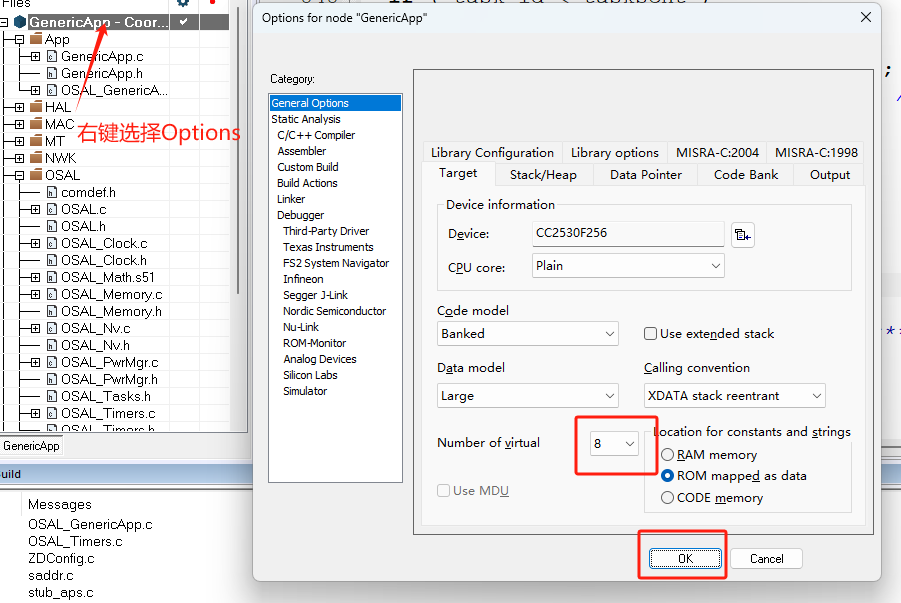 Files
GenericApp - Coor...
App
GenericApp.c
GenericApp.h
OSAL_GenericA...
HAL
MAC
MT
NWK
OSAL
comdef.h
OSAL.c
OSAL.h
OSAL_Clock.c
OSAL_Clock.h
OSAL_Math.s51
OSAL_Memory.c
OSAL_Memory.h
OSAL_Nv.c
OSAL_Nv.h
OSAL_PwrMgr.c
OSAL_PwrMgr.h
OSAL_Tasks.h
OSAL_Timers.c
OSAL_Timers.h
右键选择Options
GenericApp
Messages
OSAL_GenericApp.c
OSAL_Timers.c
ZDConfig.c
saddr.c
stub_aps.c
Options for node "GenericApp"
Category:
General Options
Static Analysis
C/C++ Compiler
Assembler
Custom Build
Build Actions
Linker
Debugger
Third-Party Driver
Texas Instruments
FS2 System Navigator
Infineon
Segger J-Link
Nordic Semiconductor
Nu-Link
ROM-Monitor
Analog Devices
Silicon Labs
Simulator
Library Configuration Library options MISRA-C:2004 MISRA-C:1998
Target Stack/Heap Data Pointer Code Bank Output
Device information
Device: CC2530F256
CPU core: Plain
Code model
Banked
Use extended stack
Data model
Large
Calling convention
XDATA stack reentrant
Number of virtual 8
Location for constants and strings
RAM memory
ROM mapped as data
CODE memory
Use MDU
OK Cancel